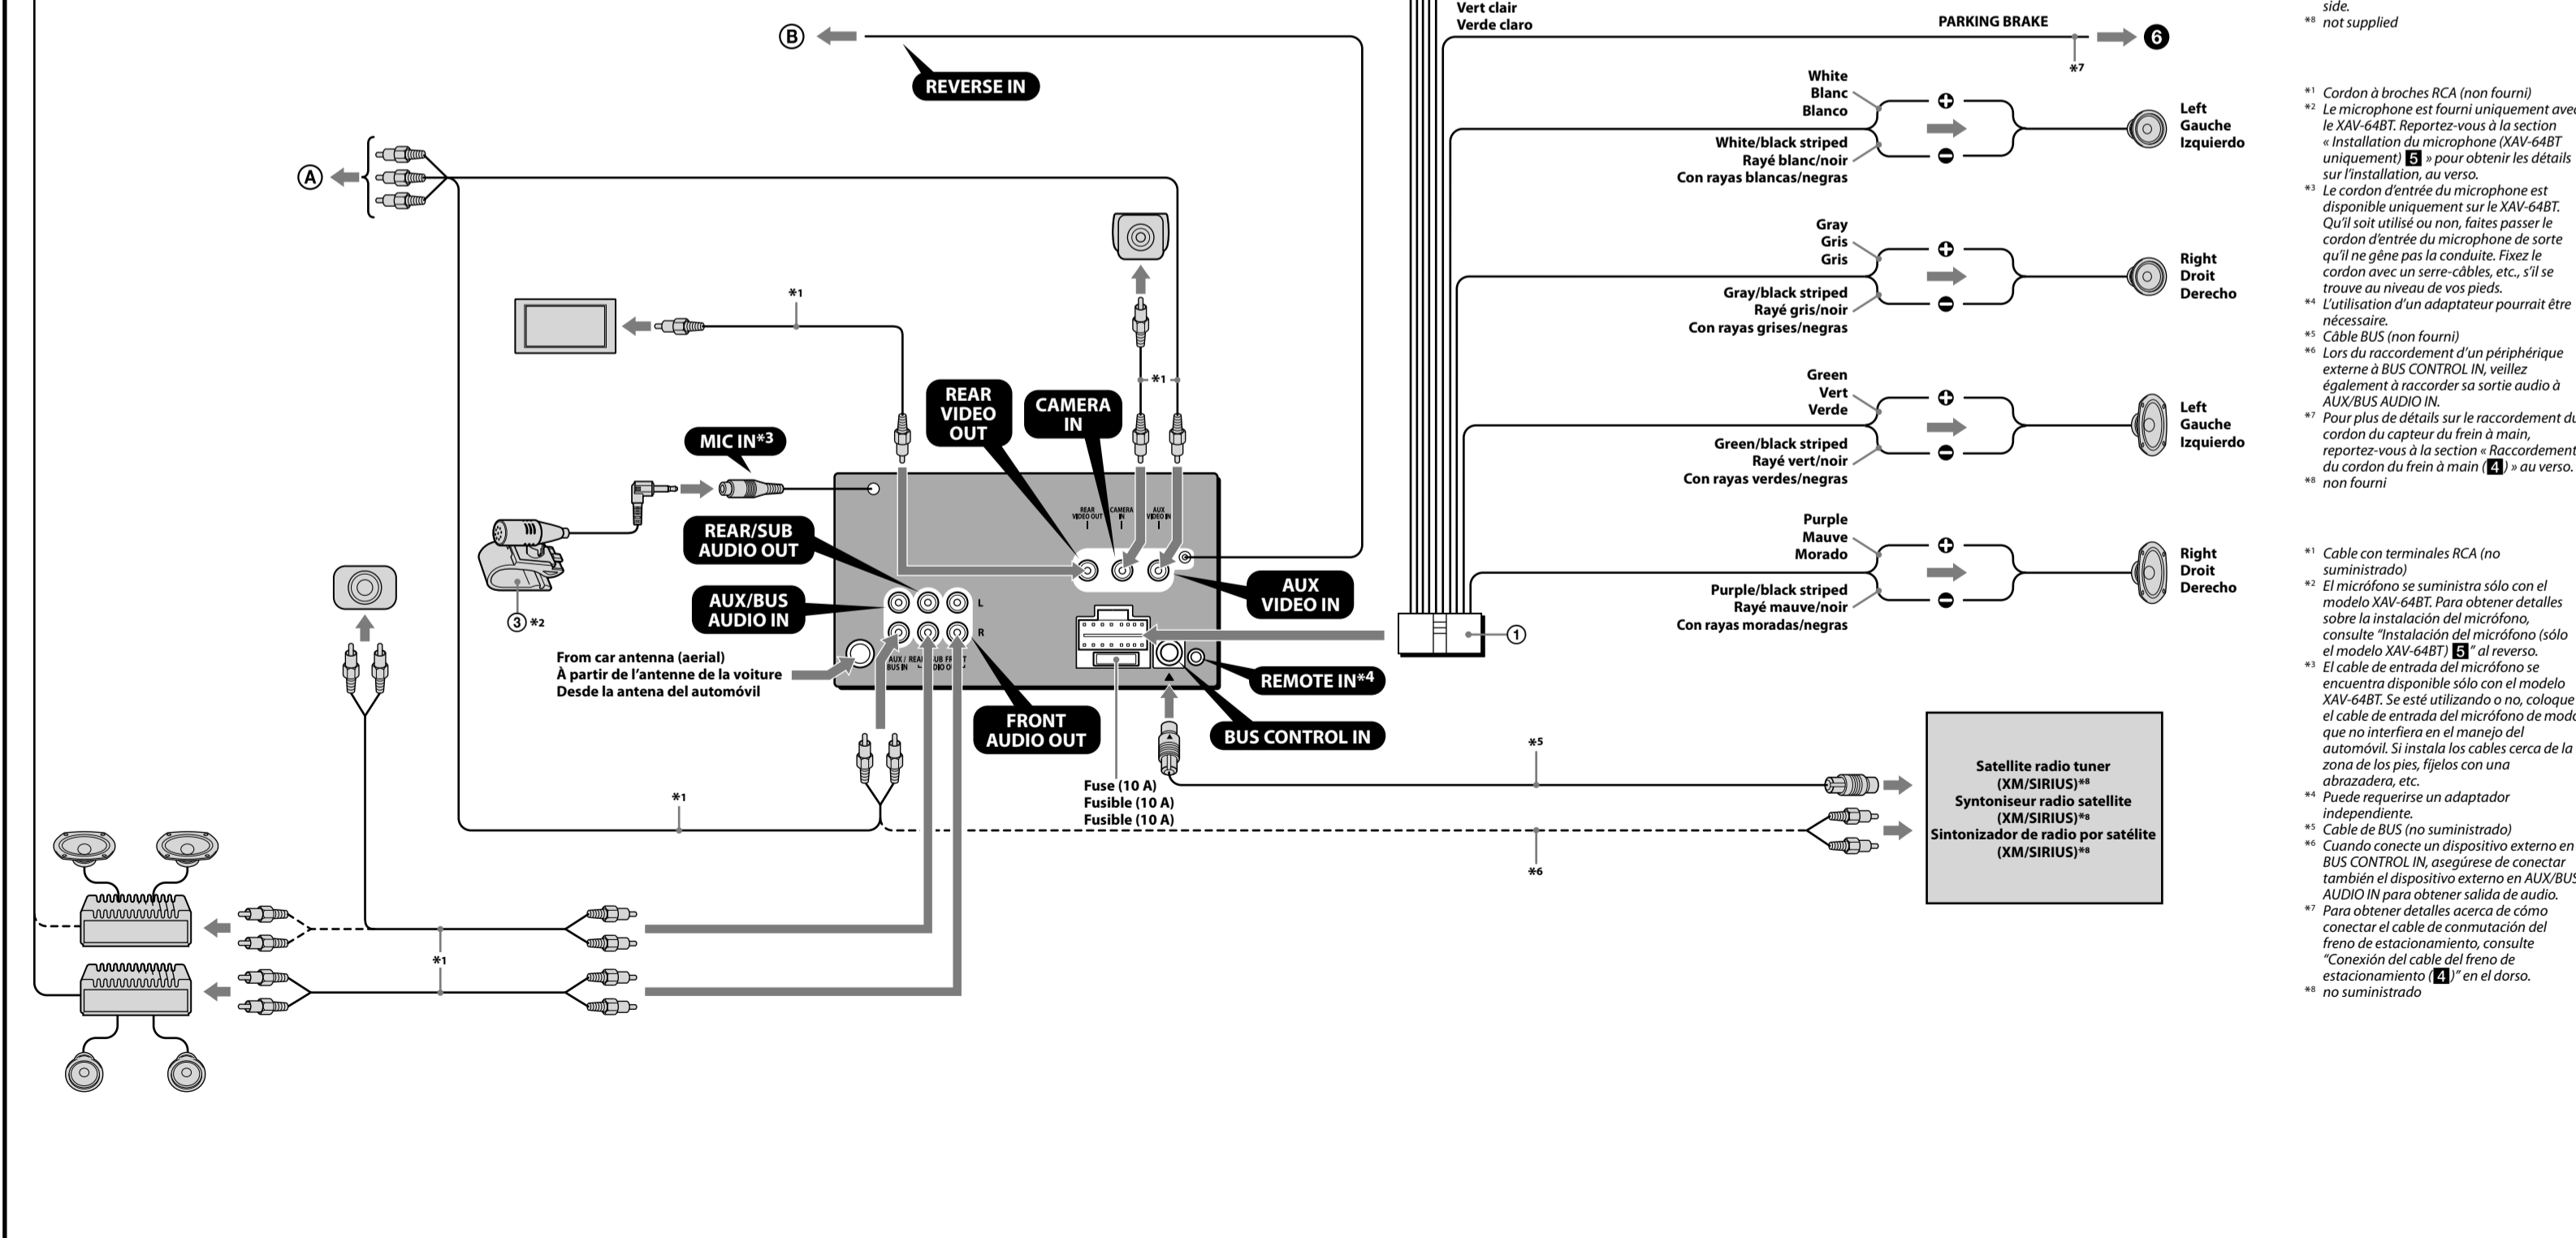 B
REVERSE IN
A
*1
*1
REAR
VIDEO
OUT
CAMERA
IN
MIC IN*3
REAR/SUB
AUDIO OUT
AUX/BUS
AUDIO IN
3 *2
From car antenna (aerial)
À partir de l'antenne de la voiture
Desde la antena del automóvil
REAR
VIDEO OUT
CAMERA
IN
AUX
VIDEO IN
L
R
AUX /
BUS IN
AUX
VIDEO IN
REMOTE IN*4
BUS CONTROL IN
FRONT
AUDIO OUT
Fuse (10 A)
Fusible (10 A)
Fusible (10 A)
*1
*1
*5
*6
Satellite radio tuner
(XM/SIRIUS)*8
Syntoniseur radio satellite
(XM/SIRIUS)*8
Sintonizador de radio por satélite
(XM/SIRIUS)*8
1
Vert clair
Verde claro
PARKING BRAKE
6
*7
White
Blanc
Blanco
White/black striped
Rayé blanc/noir
Con rayas blancas/negras
Left
Gauche
Izquierdo
Gray
Gris
Gris
Gray/black striped
Rayé gris/noir
Con rayas grises/negras
Right
Droit
Derecho
Green
Vert
Verde
Green/black striped
Rayé vert/noir
Con rayas verdes/negras
Left
Gauche
Izquierdo
Purple
Mauve
Morado
Purple/black striped
Rayé mauve/noir
Con rayas moradas/negras
Right
Droit
Derecho
side.
*8 not supplied
*1 Cordon à broches RCA (non fourni)
*2 Le microphone est fourni uniquement avec
le XAV-64BT. Reportez-vous à la section
« Installation du microphone (XAV-64BT
uniquement) 5 » pour obtenir les détails
sur l'installation, au verso.
*3 Le cordon d'entrée du microphone est
disponible uniquement sur le XAV-64BT.
Qu'il soit utilisé ou non, faites passer le
cordon d'entrée du microphone de sorte
qu'il ne gêne pas la conduite. Fixez le
cordon avec un serre-câbles, etc., s'il se
trouve au niveau de vos pieds.
*4 L'utilisation d'un adaptateur pourrait être
nécessaire.
*5 Câble BUS (non fourni)
*6 Lors du raccordement d'un périphérique
externe à BUS CONTROL IN, veillez
également à raccorder sa sortie audio à
AUX/BUS AUDIO IN.
*7 Pour plus de détails sur le raccordement du
cordon du capteur du frein à main,
reportez-vous à la section « Raccordement
du cordon du frein à main (4) » au verso.
*8 non fourni
*1 Cable con terminales RCA (no
suministrado)
*2 El micrófono se suministra sólo con el
modelo XAV-64BT. Para obtener detalles
sobre la instalación del micrófono,
consulte “Instalación del micrófono (sólo
el modelo XAV-64BT) 5” al reverso.
*3 El cable de entrada del micrófono se
encuentra disponible sólo con el modelo
XAV-64BT. Se esté utilizando o no, coloque
el cable de entrada del micrófono de modo
que no interfiera en el manejo del
automóvil. Si instala los cables cerca de la
zona de los pies, fíjelos con una
abrazadera, etc.
*4 Puede requerirse un adaptador
independiente.
*5 Cable de BUS (no suministrado)
*6 Cuando conecte un dispositivo externo en
BUS CONTROL IN, asegúrese de conectar
también el dispositivo externo en AUX/BUS
AUDIO IN para obtener salida de audio.
*7 Para obtener detalles acerca de cómo
conectar el cable de conmutación del
freno de estacionamiento, consulte
“Conexión del cable del freno de
estacionamiento (4)” en el dorso.
*8 no suministrado